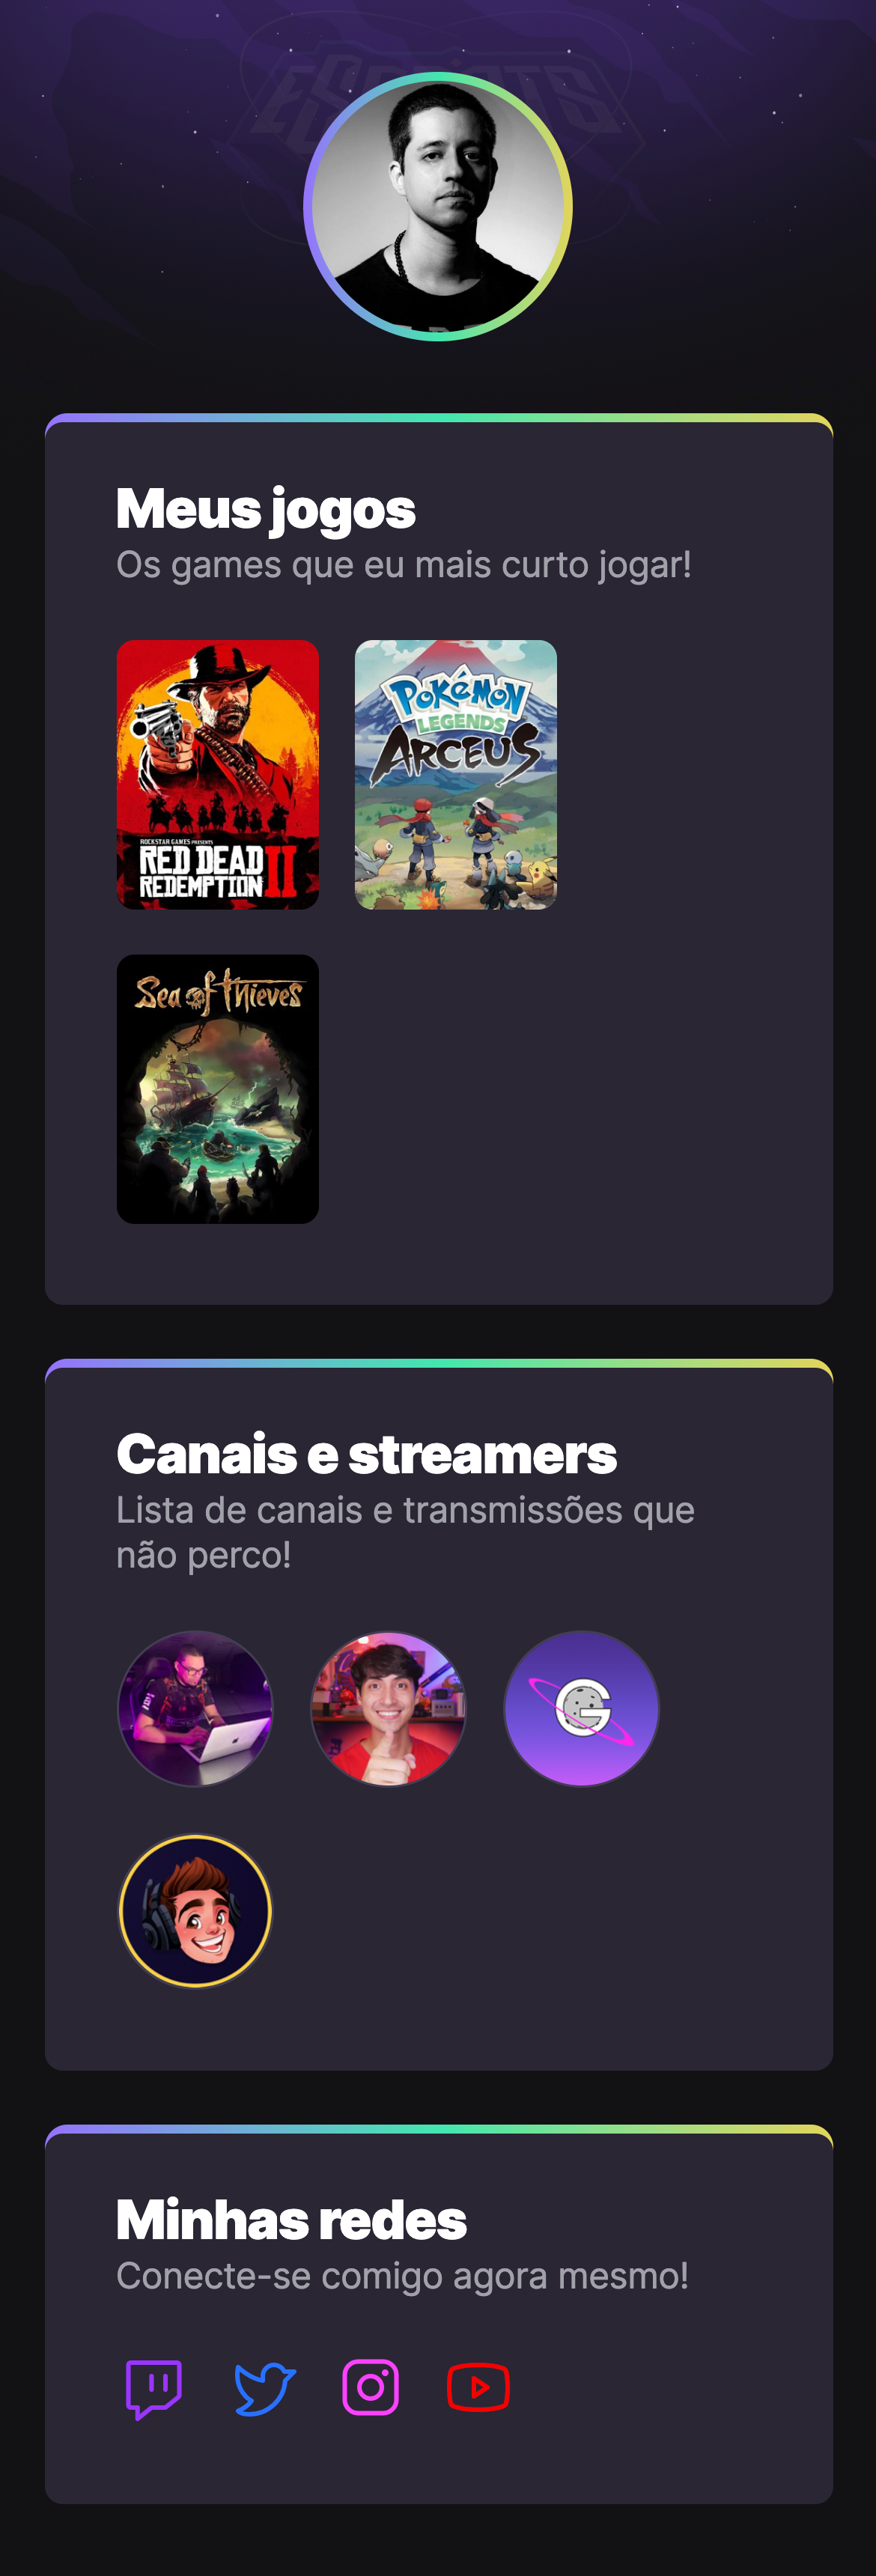 ESPORTS
Meus jogos
Os games que eu mais curto jogar!
ROCKSTAR GAMES PRESENTS
RED DEAD
REDEMPTION II
POKéMON
LEGENDS
ARCEUS
Sea of Thieves
Canais e streamers
Lista de canais e transmissões que
não perco!
G
Minhas redes
Conecte-se comigo agora mesmo!